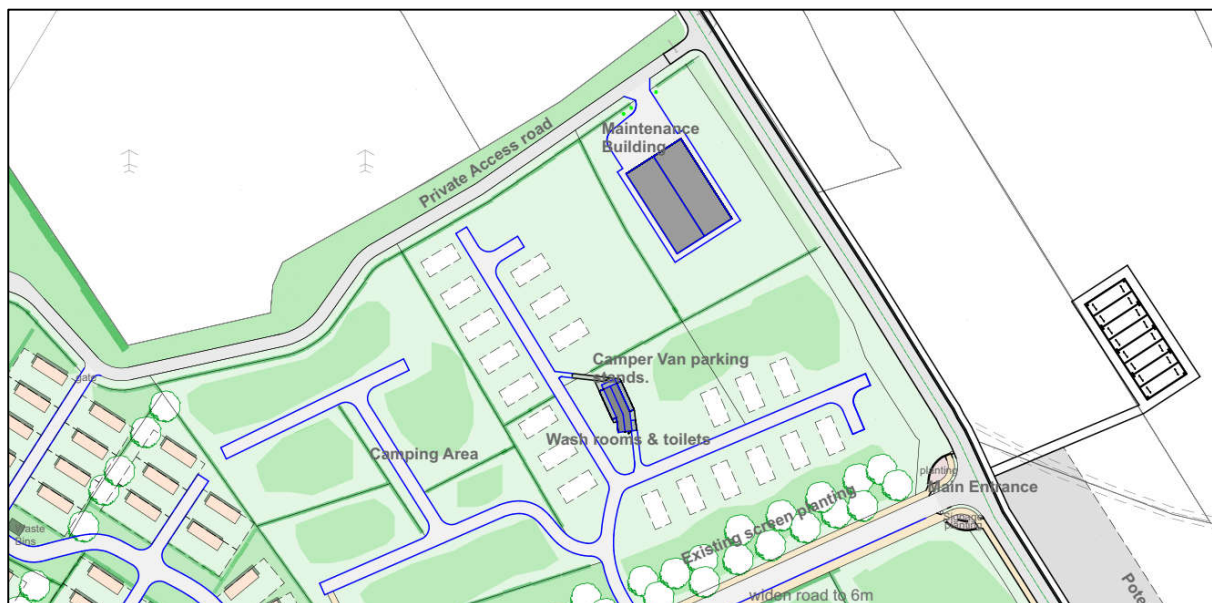 Maintenance
Building
Private Access road
Camper Van parking
stands.
gate
Wash rooms & toilets
Camping Area
planting
Main Entrance
Existing screen planting
Waste
Bins
planting
widen road to 6m